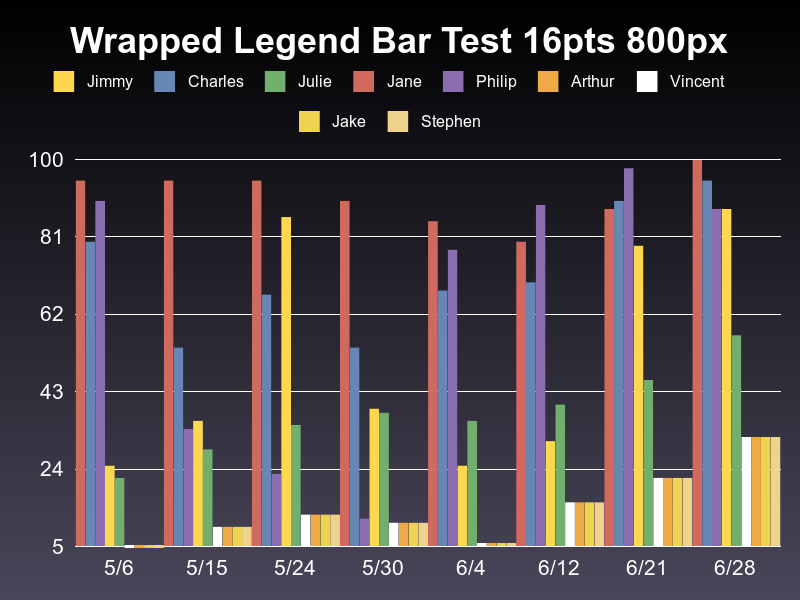 Wrapped Legend Bar Test 16pts 800px
Jimmy Charles Julie Jane Philip Arthur Vincent
Jake Stephen
100
81
62
43
24
5
5/6 5/15 5/24 5/30 6/4 6/12 6/21 6/28